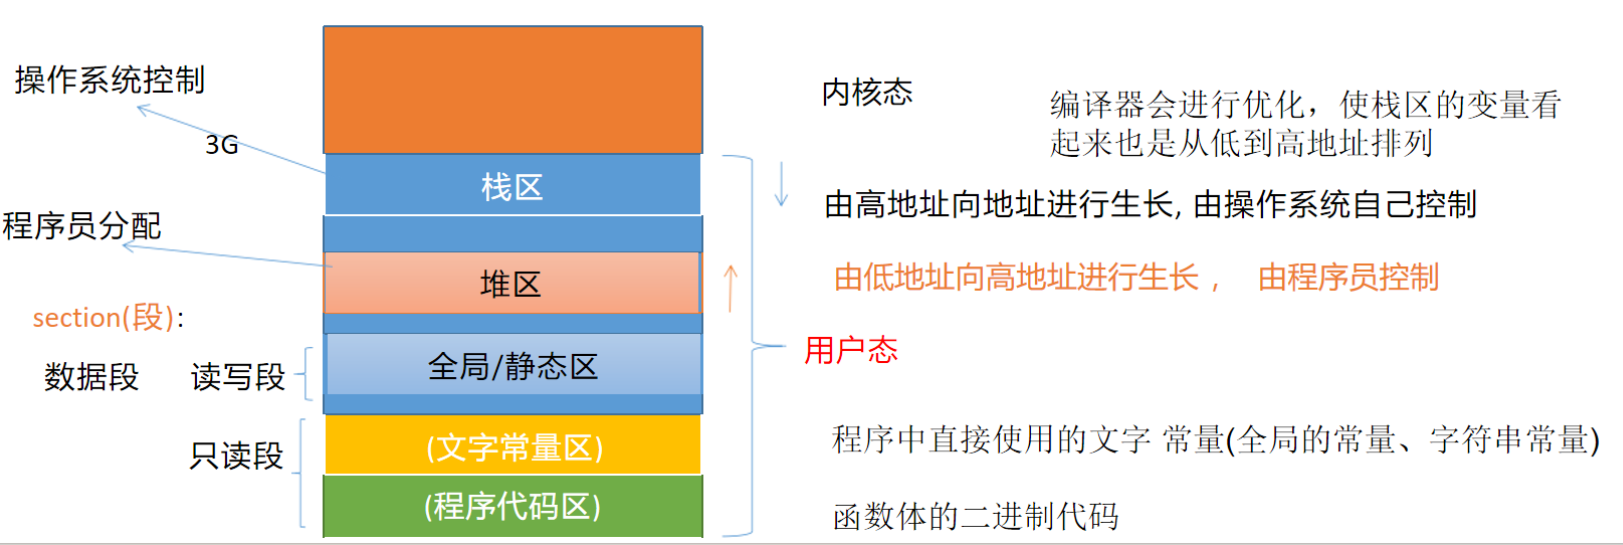 操作系统控制
内核态
编译器会进行优化，使栈区的变量看
起来也是从低到高地址排列
3G
栈区
由高地址向地址进行生长, 由操作系统自己控制
程序员分配
堆区
由低地址向高地址进行生长， 由程序员控制
section(段):
用户态
数据段 读写段
全局/静态区
只读段
(文字常量区)
程序中直接使用的文字 常量(全局的常量、字符串常量)
(程序代码区)
函数体的二进制代码